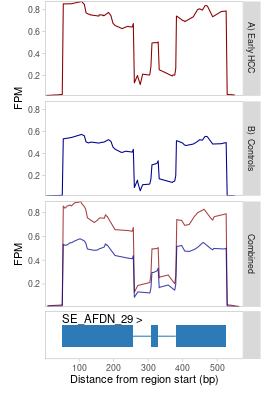 0.8
0.6
0.4
0.2
A) Early HCC
FPM
0.8
0.6
0.4
0.2
B): Controls
0.8
0.6
0.4
0.2
Combined
FPM
SE_AFDN_29 >
100 200 300 400 500
Distance from region start (bp)